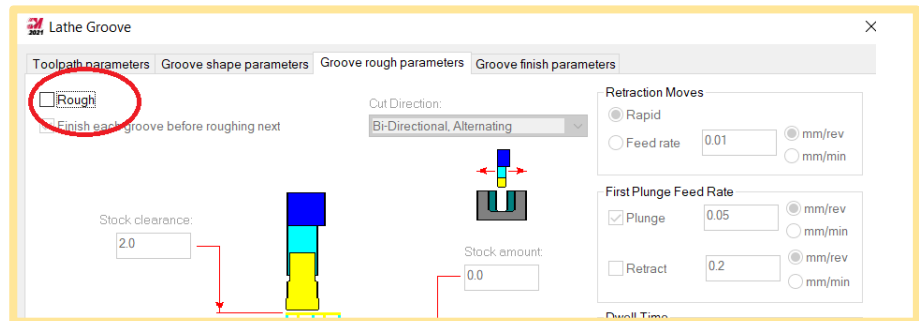 2021 Lathe Groove
Toolpath parameters Groove shape parameters Groove rough parameters Groove finish parameters
Rough
Finish each groove before roughing next
Cut Direction:
Bi-Directional, Alternating
Stock clearance:
2.0
Stock amount:
0.0
Retraction Moves
Rapid
Feed rate 0.01 mm/rev
mm/min
First Plunge Feed Rate
Plunge 0.05 mm/rev
mm/min
Retract 0.2 mm/rev
mm/min
Dwell Time